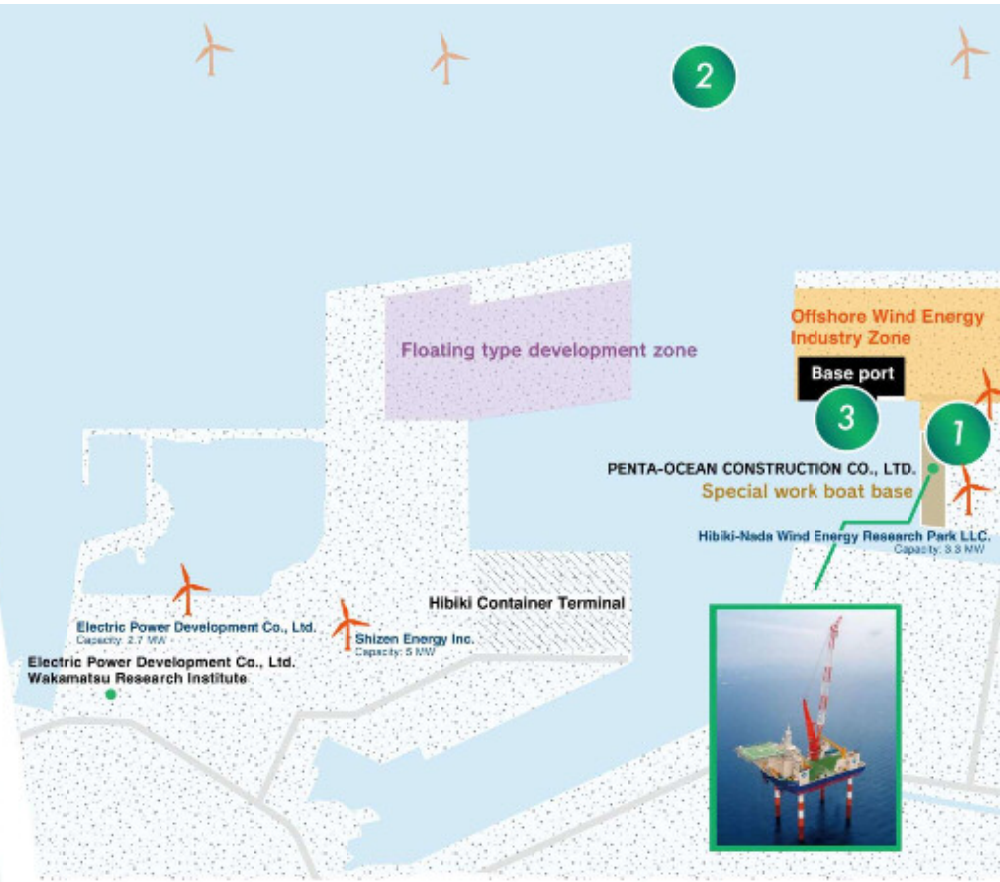 2
Floating type development zone
Offshore Wind Energy
Industry Zone
Base port
3
1
PENTA-OCEAN CONSTRUCTION CO., LTD.
Special work boat base
Hibiki-Nada Wind Energy Research Park LLC.
Capacity: 3.3 MW
Hibiki Container Terminal
Electric Power Development Co., Ltd.
Capacity: 2.7 MW
Shizen Energy Inc.
Capacity: 5 MW
Electric Power Development Co., Ltd.
Wakamatsu Research Institute